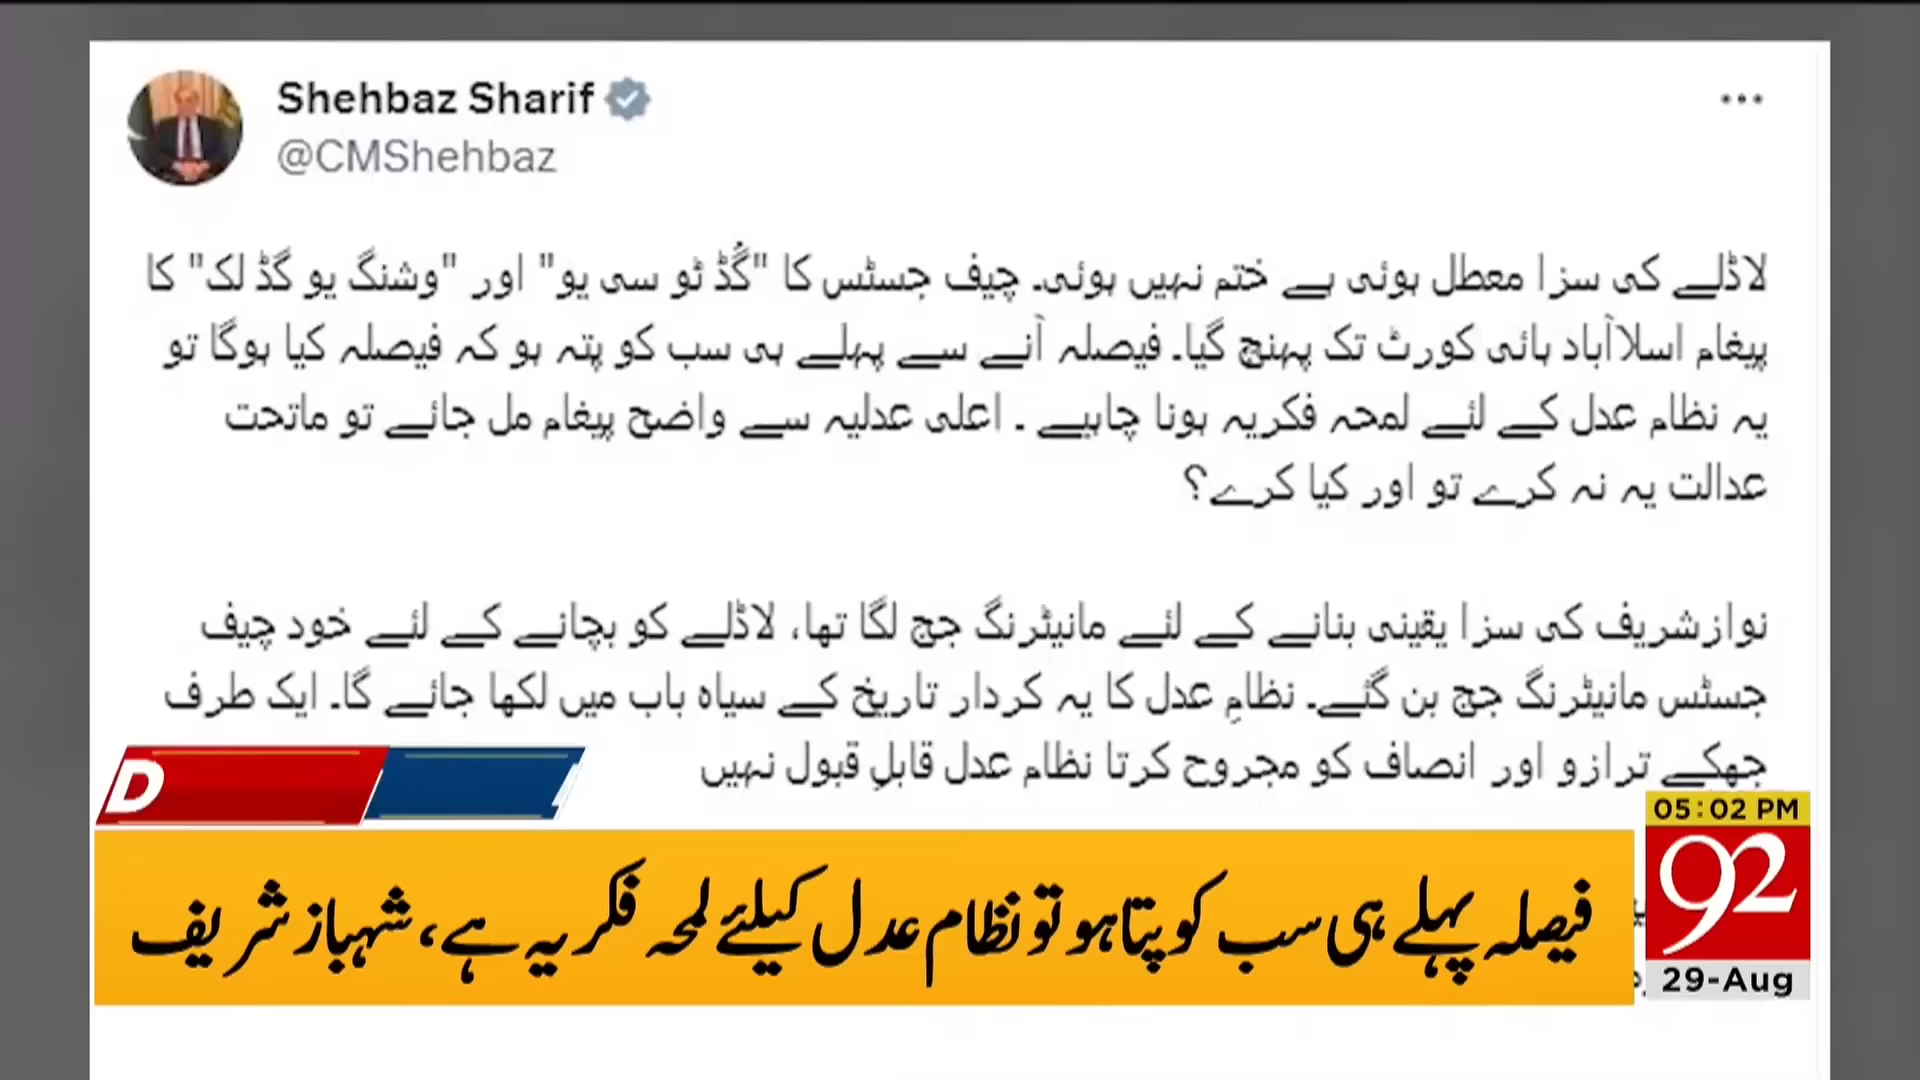 Shehbaz Sharif
@CMShehbaz
لاڈلے کی سزا معطل ہوئی ہے ختم نہیں ہوئی۔ چیف جسٹس کا "گُڈ ٹو سی یو" اور "وشنگ یو گڈ لک" کا
پیغام اسلاآباد ہائی کورٹ تک پہنچ گیا۔ فیصلہ آنے سے پہلے ہی سب کو پتہ ہو کہ فیصلہ کیا ہوگا تو
یہ نظام عدل کے لئے لمحہ فکریہ ہونا چاہیے ۔ اعلی عدلیہ سے واضح پیغام مل جائے تو ماتحت
عدالت یہ نہ کرے تو اور کیا کرے؟
نوازشریف کی سزا یقینی بنانے کے لئے مانیٹرنگ جج لگا تھا، لاڈلے کو بچانے کے لئے خود چیف
جسٹس مانیٹرنگ جج بن گئے۔ نظامِ عدل کا یہ کردار تاریخ کے سیاہ باب میں لکھا جائے گا۔ ایک طرف
جھکے ترازو اور انصاف کو مجروح کرتا نظام عدل قابلِ قبول نہیں
D
05:02 PM
92
فیصلہ پہلے ہی سب کو پتا ہو تو نظام عدل کیلئے لمحہ فکریہ ہے، شہباز شریف
29-Aug